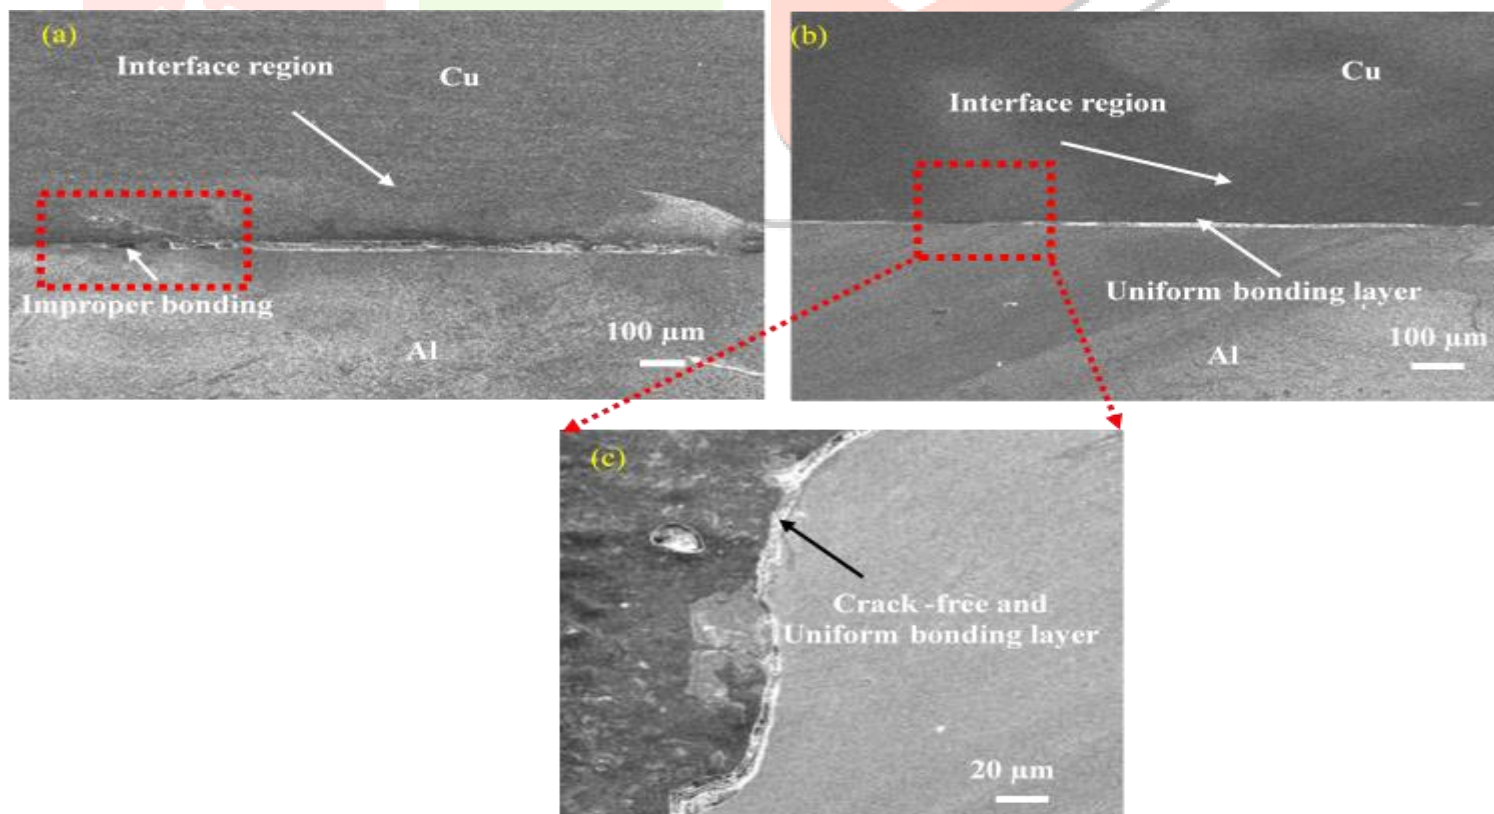 (a)
Interface region
Cu
Improper bonding
Al
100 µm
(b)
Cu
Interface region
Uniform bonding layer
Al
100 µm
(c)
Crack -free and
Uniform bonding layer
20 µm